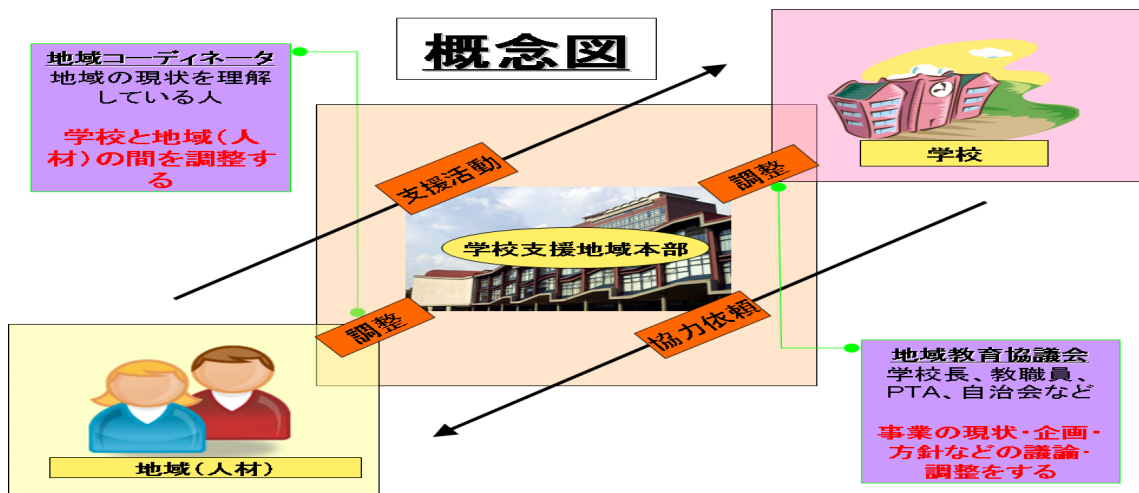 概念図
地域コーディネータ
地域の現状を理解
している人
学校と地域(人
材)の間を調整す
る
学校
支援活動
調整
学校支援地域本部
調整
協力依頼
地域(人材)
地域教育協議会
学校長、教職員、
PTA、自治会など
事業の現状・企画・
方針などの議論・
調整をする